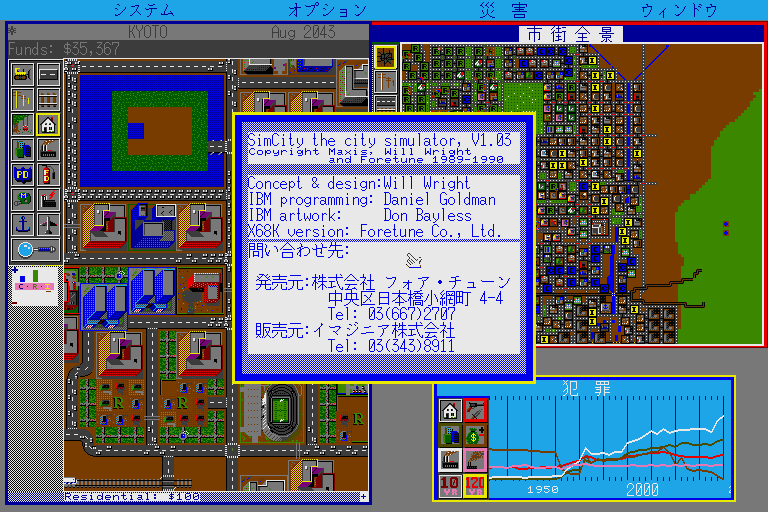 システム オプション 災 害 ウィンドウ
KYOTO Aug 2043
Funds: $35,367
市 街 全 景
SimCity the city simulator, V1.03
Copyright Maxis, Will Wright
and Foretune 1989-1990
Concept & design:Will Wright
IBM programming: Daniel Goldman
IBM artwork: Don Bayless
X68K version: Foretune Co., Ltd.
問い合わせ先:
発売元:株式会社 フォア・チューン
中央区日本橋小網町 4-4
Tel: 03(667)2707
販売元:イマジニア株式会社
Tel: 03(343)8911
PD
C R I
R R
R
犯 罪
10 YR
120 YR
1950 2000
Residential: $100